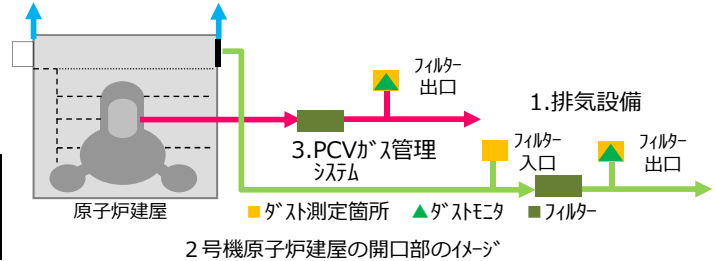 フィルター
出口
1.排気設備
3.PCVガス管理
システム
フィルター
入口
フィルター
出口
原子炉建屋
■ダスト測定箇所 ▲ダストモニタ ■フィルター
2号機原子炉建屋の開口部のイメージ